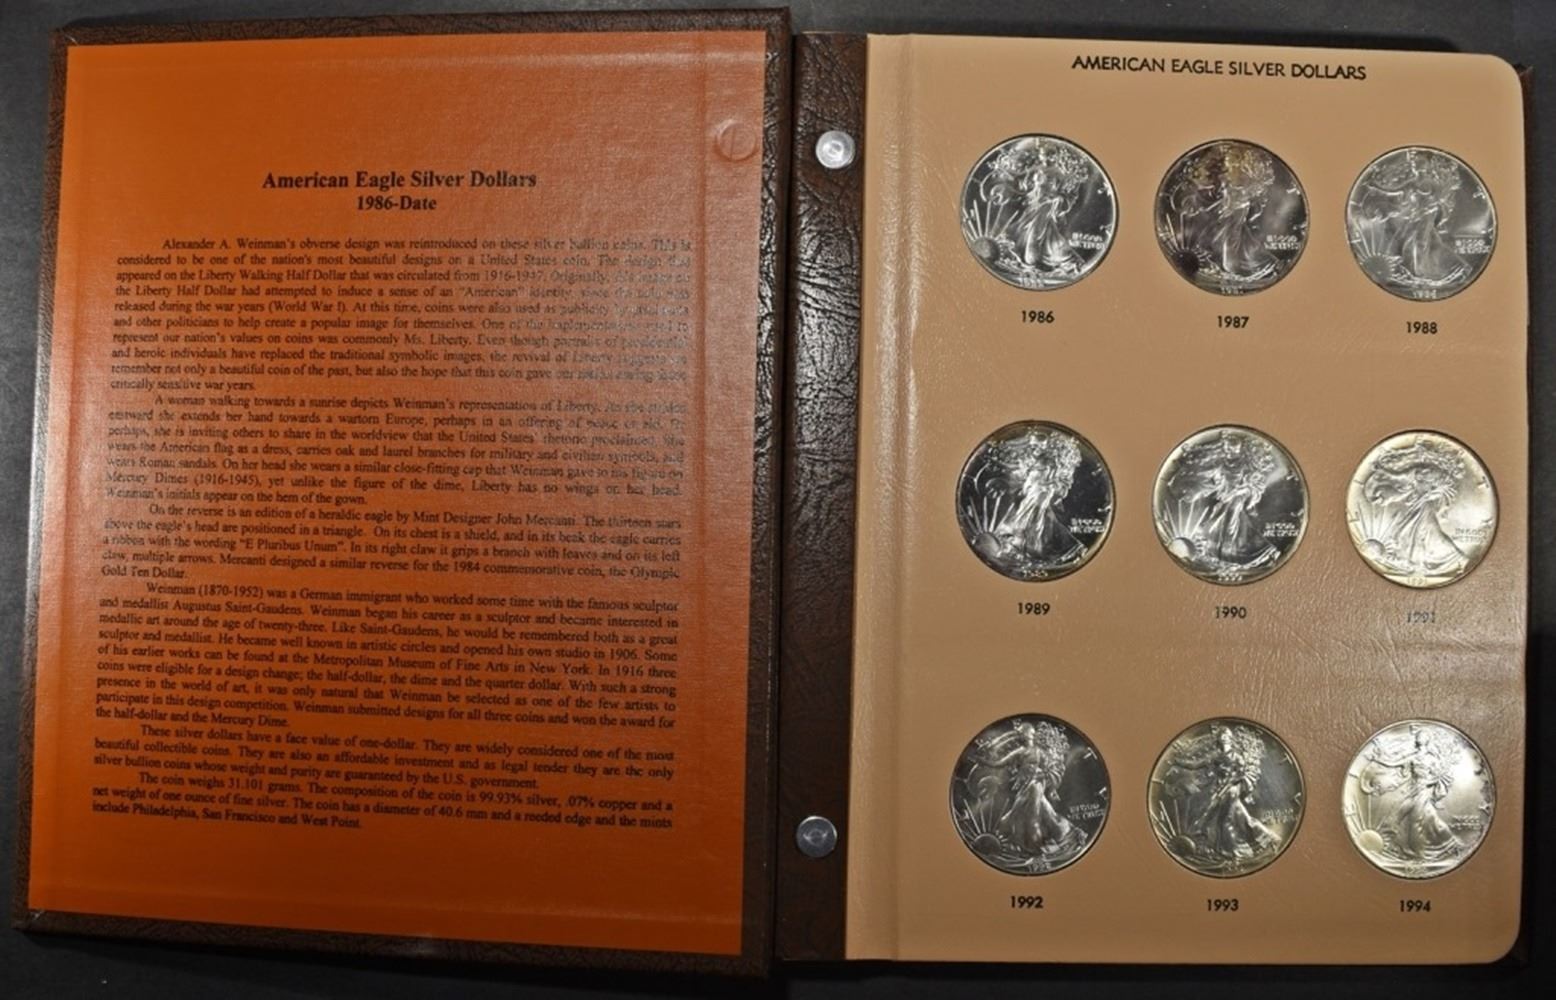 American Eagle Silver Dollars
1986-Date
Alexander A. Weinman's obverse design was reintroduced on these silver bullion coins. This is
considered to be one of the nation's most beautiful designs on a United States coin. The design
appeared on the Liberty Walking Half Dollar that was circulated from 1916-1947. Originally,
the Liberty Half Dollar had attempted to induce a sense of an "American" identity, since the
released during the war years (World War I). At this time, coins were also used as publicity by
and other politicians to help create a popular image for themselves. One of the used to
represent our nation's values on coins was commonly Ms. Liberty. Even though portraits of presidential
and heroic individuals have replaced the traditional symbolic images, the revival of Liberty
remember not only a beautiful coin of the past, but also the hope that this coin gave our
critically sensitive war years.
A woman walking towards a sunrise depicts Weinman's representation of Liberty. As she strides
eastward she extends her hand towards a wartorn Europe, perhaps in an offering of peace or aid. Or
perhaps, she is inviting others to share in the worldview that the United States' rhetoric proclaimed. She
wears the American flag as a dress, carries oak and laurel branches for military and civilian symbols, and
wears Roman sandals. On her head she wears a similar close-fitting cap that Weinman gave to his figure on
Mercury Dimes (1916-1945), yet unlike the figure of the dime, Liberty has no wings on her head.
Weinman's initials appear on the hem of the gown.
On the reverse is an edition of a heraldic eagle by Mint Designer John Mercanti. The thirteen stars
above the eagle's head are positioned in a triangle. On its chest is a shield, and in its beak the eagle carries
a ribbon with the wording "E Pluribus Unum". In its right claw it grips a branch with leaves and on its left
claw, multiple arrows. Mercanti designed a similar reverse for the 1984 commemorative coin, the Olympic
Gold Ten Dollar.
Weinman (1870-1952) was a German immigrant who worked some time with the famous sculptor
and medallist Augustus Saint-Gaudens. Weinman began his career as a sculptor and became interested in
medallic art around the age of twenty-three. Like Saint-Gaudens, he would be remembered both as a great
sculptor and medallist. He became well known in artistic circles and opened his own studio in 1906. Some
of his earlier works can be found at the Metropolitan Museum of Fine Arts in New York. In 1916 three
coins were eligible for a design change; the half-dollar, the dime and the quarter dollar. With such a strong
presence in the world of art, it was only natural that Weinman be selected as one of the few artists to
participate in this design competition. Weinman submitted designs for all three coins and won the award for
the half-dollar and the Mercury Dime.
These silver dollars have a face value of one-dollar. They are widely considered one of the most
beautiful collectible coins. They are also an affordable investment and as legal tender they are the only
silver bullion coins whose weight and purity are guaranteed by the U.S. government.
The coin weighs 31.101 grams. The composition of the coin is 99.93% silver, .07% copper and a
net weight of one ounce of fine silver. The coin has a diameter of 40.6 mm and a reeded edge and the mints
include Philadelphia, San Francisco and West Point.
AMERICAN EAGLE SILVER DOLLARS
1986
1987
1988
1989
1990
1991
1992
1993
1994